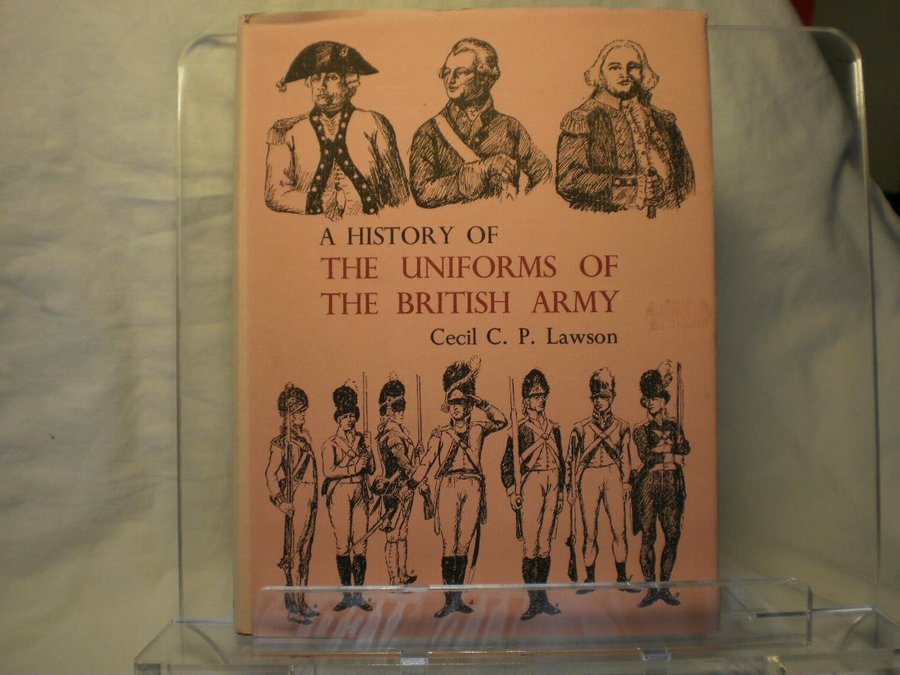 A HISTORY OF
THE UNIFORMS OF
THE BRITISH ARMY
Cecil C. P. Lawson